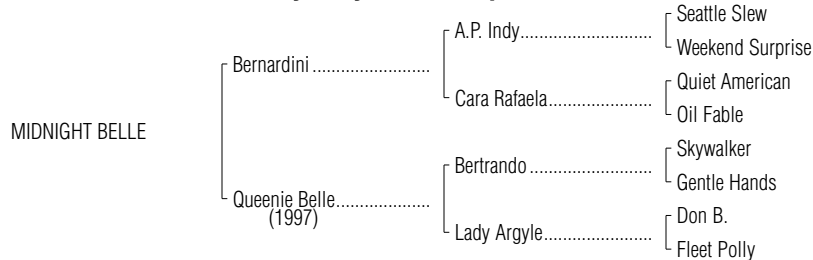 Seattle Slew
A.P. Indy..............................
Weekend Surprise
Bernardini ..........................
Quiet American
Cara Rafaela.......................
Oil Fable
MIDNIGHT BELLE
Skywalker
Bertrando ...........................
Gentle Hands
Queenie Belle.....................
(1997)
Don B.
Lady Argyle........................
Fleet Polly